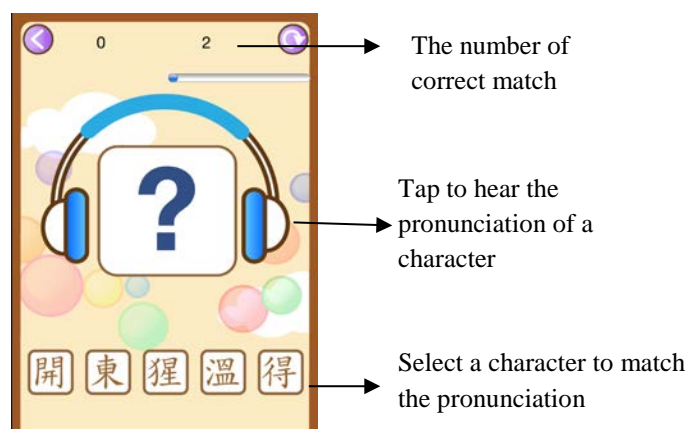 0 2
The number of
correct match
?
Tap to hear the
pronunciation of a
character
開 東 猩 溫 得
Select a character to match
the pronunciation